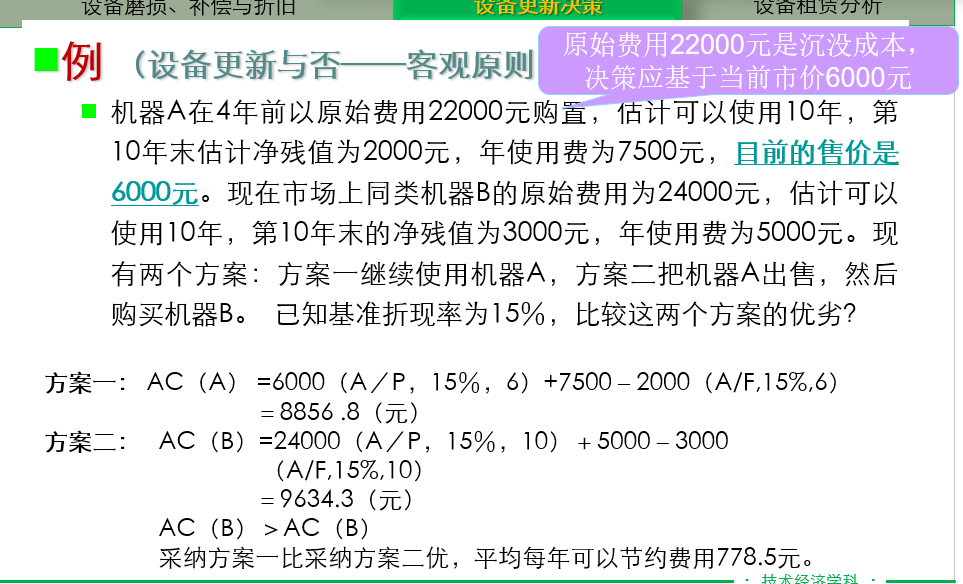 设备磨损、补偿与折旧 设备更新决策 设备租赁分析
例 （设备更新与否——客观原则
原始费用22000元是沉没成本，
决策应基于当前市价6000元
机器A在4年前以原始费用22000元购置，估计可以使用10年，第
10年末估计净残值为2000元，年使用费为7500元，目前的售价是
6000元。现在市场上同类机器B的原始费用为24000元，估计可以
使用10年，第10年末的净残值为3000元，年使用费为5000元。现
有两个方案：方案一继续使用机器A，方案二把机器A出售，然后
购买机器B。 已知基准折现率为15%，比较这两个方案的优劣?
方案一： AC（A） =6000（A／P，15%，6）+7500 – 2000（A/F,15%,6）
= 8856 .8（元）
方案二： AC（B）=24000（A／P，15%，10）+ 5000 – 3000
（A/F,15%,10）
= 9634.3（元）
AC（B）> AC（B）
采纳方案一比采纳方案二优，平均每年可以节约费用778.5元。
技术经济学科